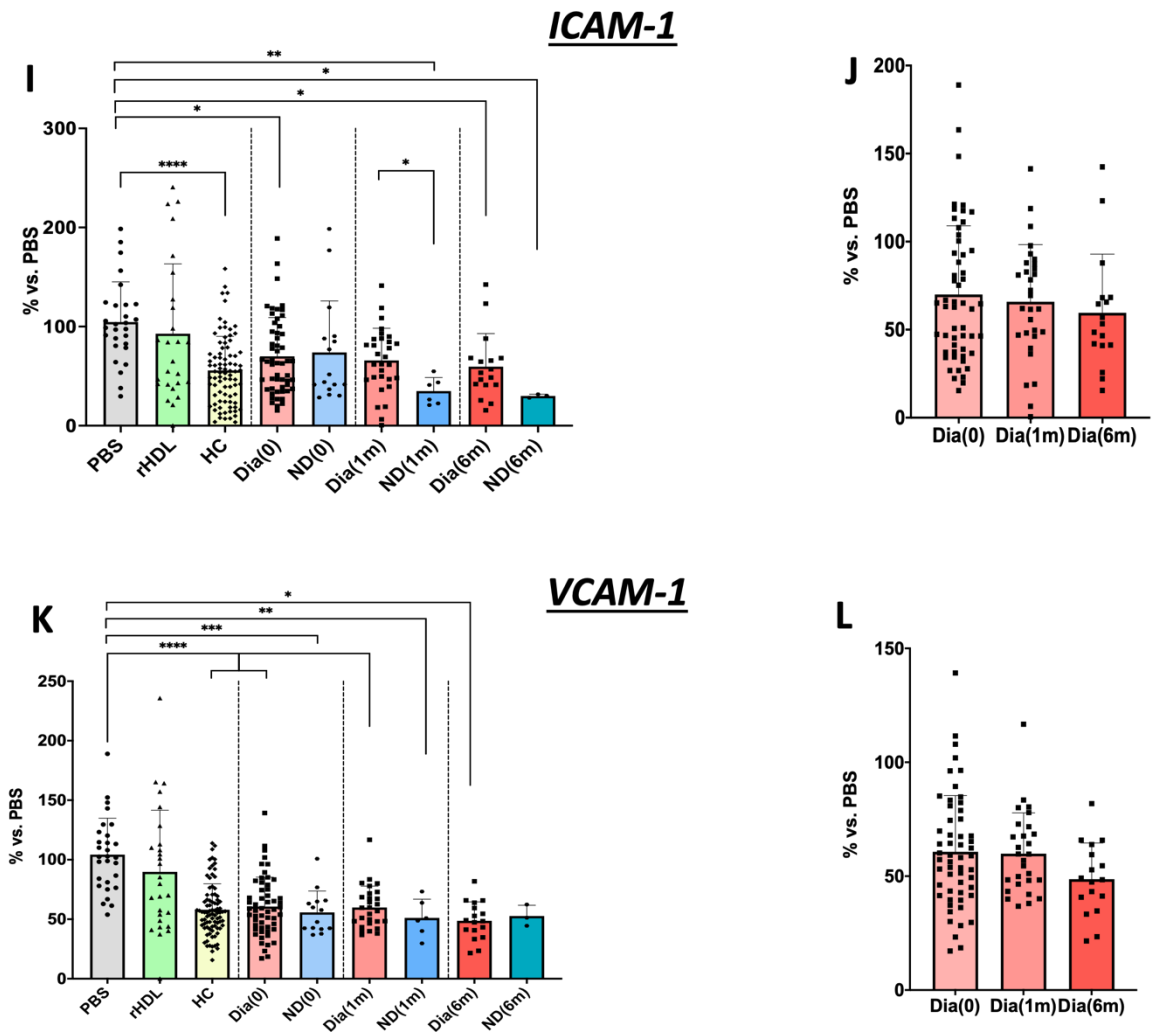 ICAM-1
I
**
*
*
*
****
*
% vs. PBS
300
200
100
0
PBS
rHDL
HC
Dia(0)
ND(0)
Dia(1m)
ND(1m)
Dia(6m)
ND(6m)
J
% vs. PBS
200
150
100
50
0
Dia(0) Dia(1m) Dia(6m)
VCAM-1
K
*
**
***
****
% vs. PBS
250
200
150
100
50
0
PBS
rHDL
HC
Dia(0)
ND(0)
Dia(1m)
ND(1m)
Dia(6m)
ND(6m)
L
% vs. PBS
150
100
50
0
Dia(0) Dia(1m) Dia(6m)